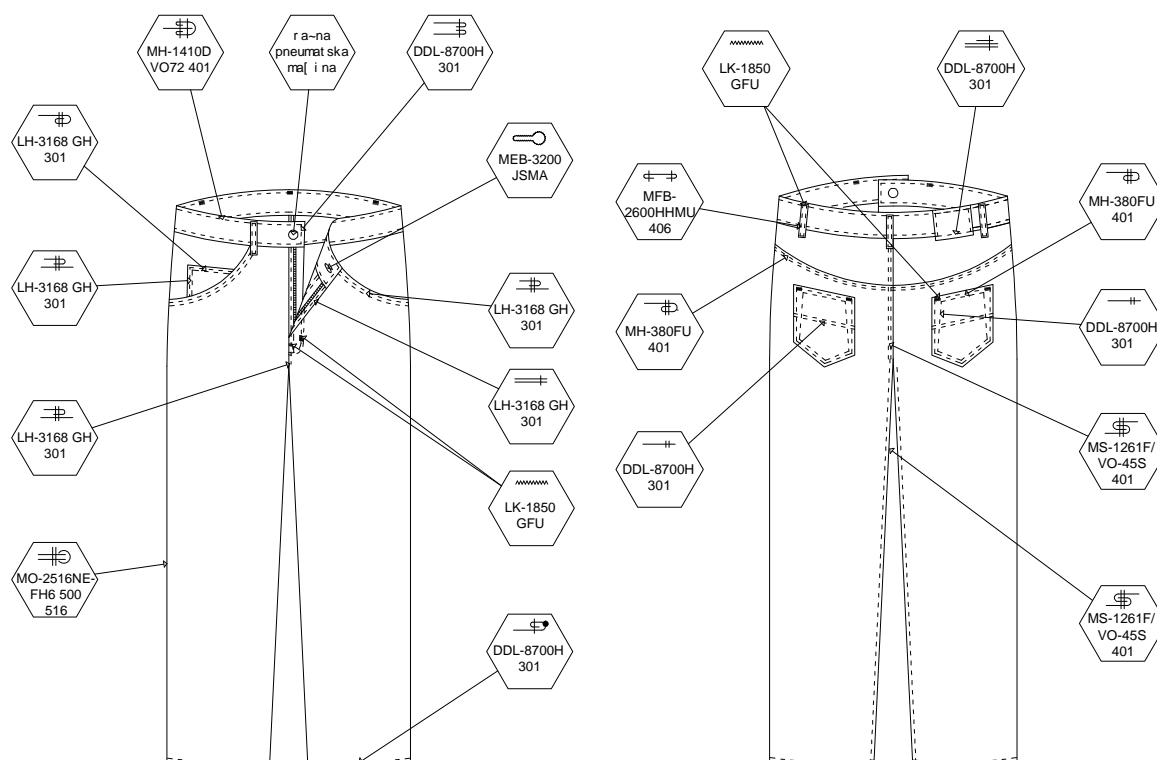 MH-1410D
VO72 401
ra~na
pneumatska
ma[ina
DDL-8700H
301
LH-3168 GH
301
MEB-3200
JSMA
LH-3168 GH
301
LH-3168 GH
301
LH-3168 GH
301
LH-3168 GH
301
LK-1850
GFU
MO-2516NE-
FH6 500
516
DDL-8700H
301
LK-1850
GFU
DDL-8700H
301
MFB-
2600HHMU
406
MH-380FU
401
MH-380FU
401
DDL-8700H
301
DDL-8700H
301
MS-1261F/
VO-45S
401
MS-1261F/
VO-45S
401